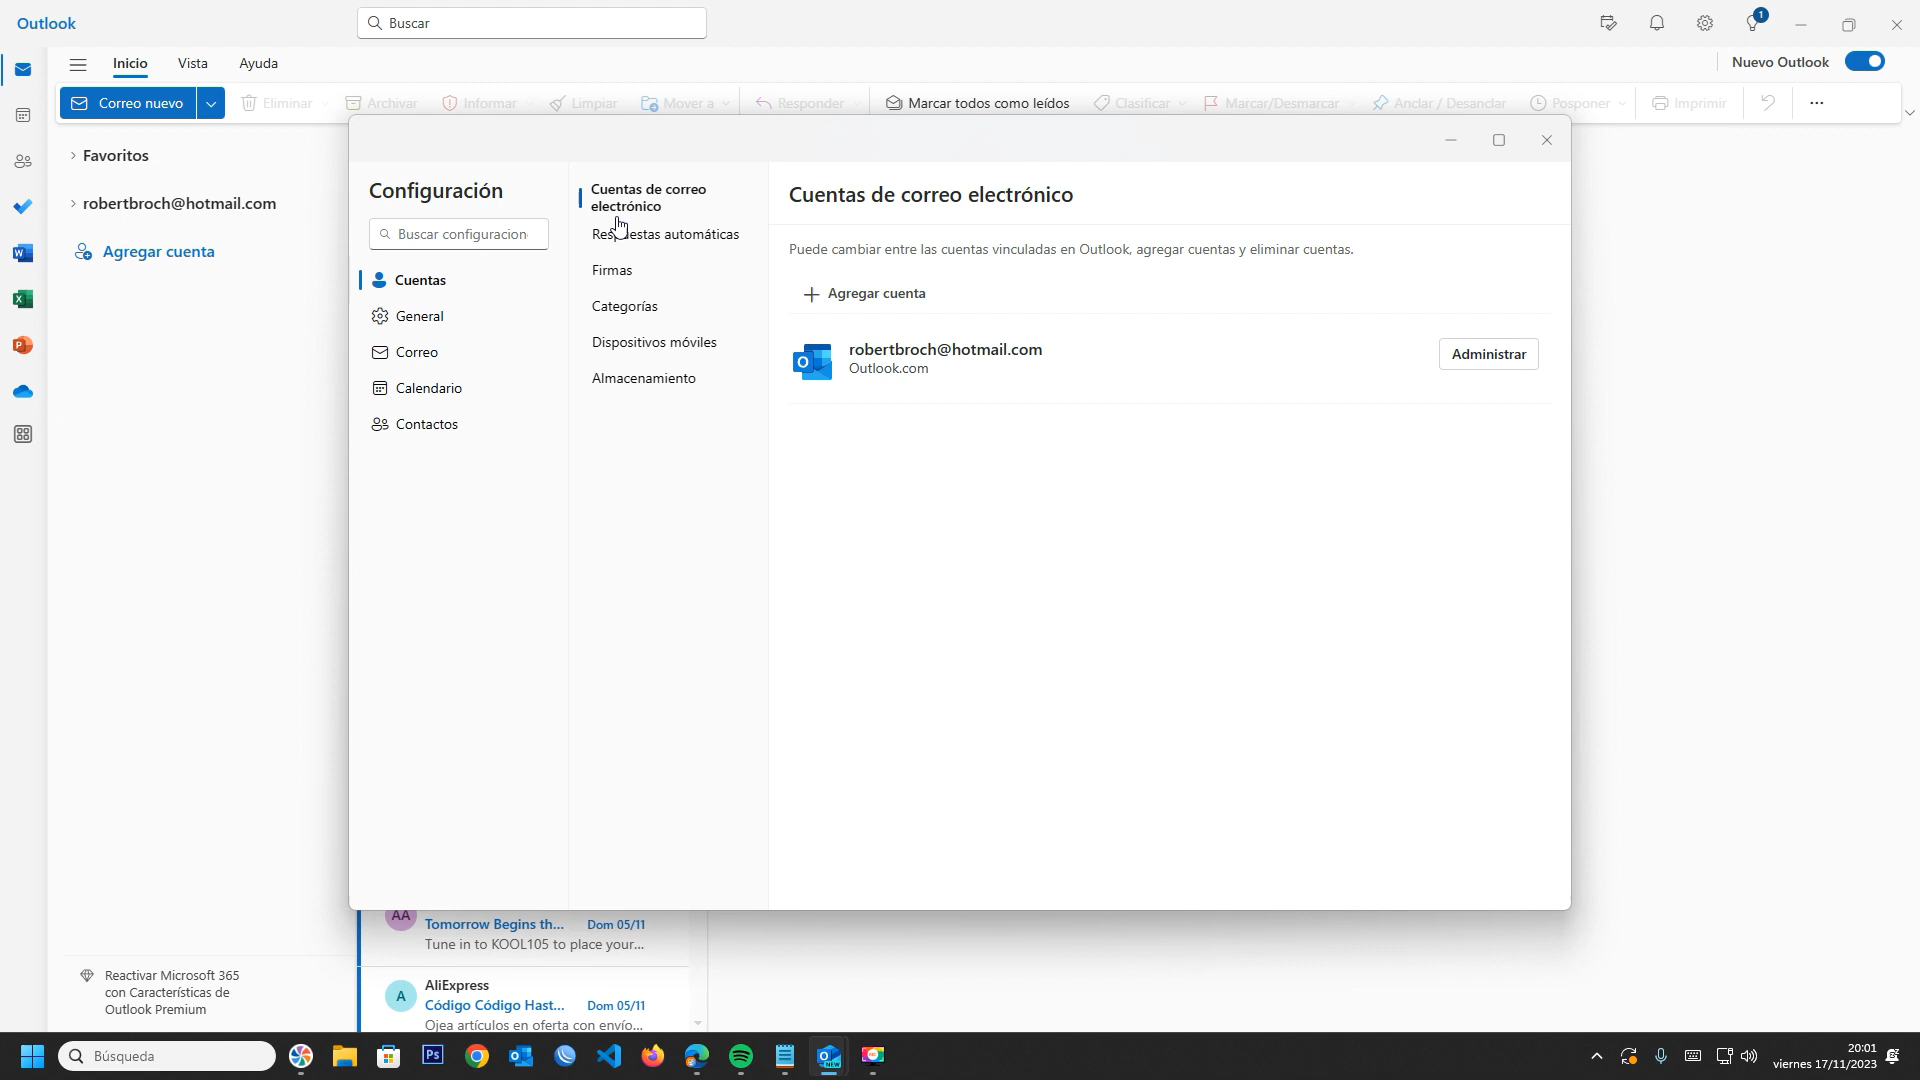 Outlook
Buscar
1
Inicio
Vista
Ayuda
Nuevo Outlook
Correo nuevo
Eliminar
Archivar
Informar
Limpiar
Mover a
Responder
Marcar todos como leídos
Clasificar
Marcar/Desmarcar
Anclar / Desanclar
Posponer
Imprimir
Favoritos
robertbroch@hotmail.com
Agregar cuenta
Configuración
Buscar configuracion
Cuentas
General
Correo
Calendario
Contactos
Cuentas de correo
electrónico
Respuestas automáticas
Firmas
Categorías
Dispositivos móviles
Almacenamiento
Cuentas de correo electrónico
Puede cambiar entre las cuentas vinculadas en Outlook, agregar cuentas y eliminar cuentas.
Agregar cuenta
robertbroch@hotmail.com
Outlook.com
Administrar
AA
Tomorrow Begins th... Dom 05/11
Tune in to KOOL105 to place your...
A
AliExpress
Código Código Hast... Dom 05/11
Ojea artículos en oferta con envío...
Reactivar Microsoft 365
con Características de
Outlook Premium
Búsqueda
Ps
NEW
20:01
viernes 17/11/2023